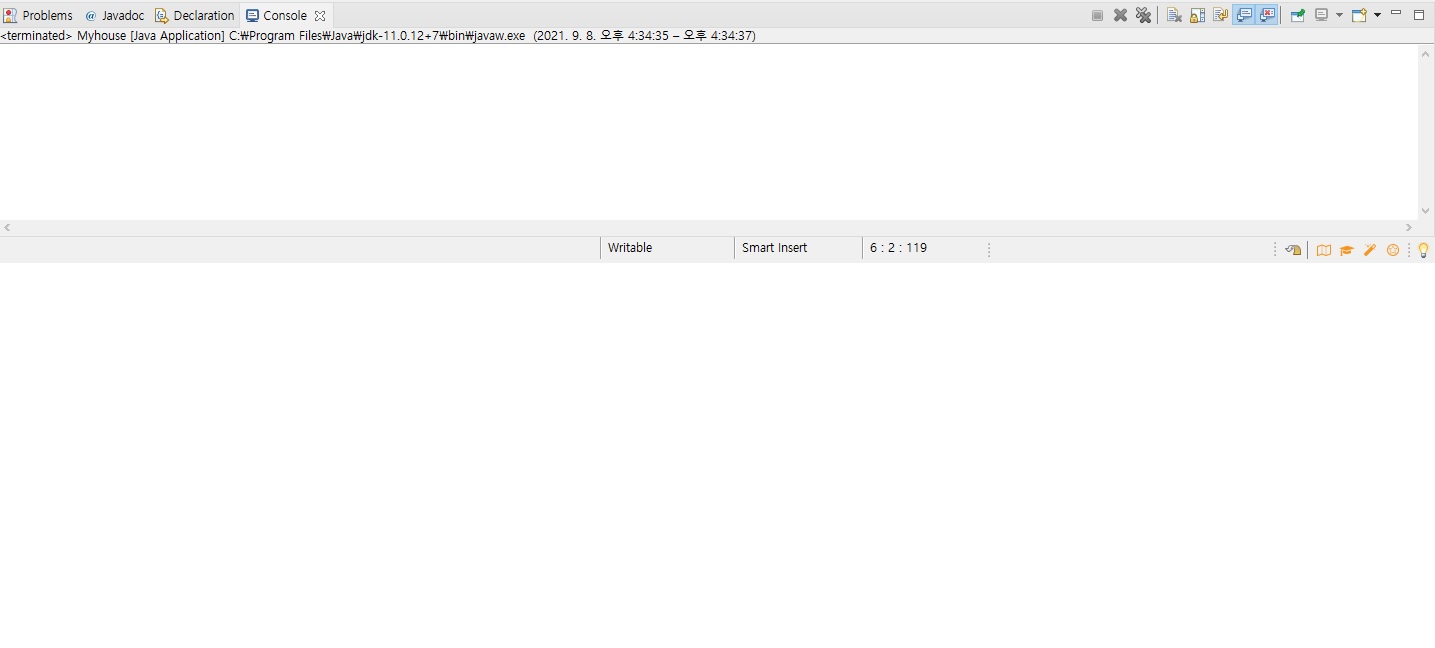 Problems @ Javadoc Declaration Console
<terminated> Myhouse [Java Application] C:₩Program Files₩Java₩jdk-11.0.12+7₩bin₩javaw.exe (2021. 9. 8. 오후 4:34:35 – 오후 4:34:37)
Writable Smart Insert 6 : 2 : 119